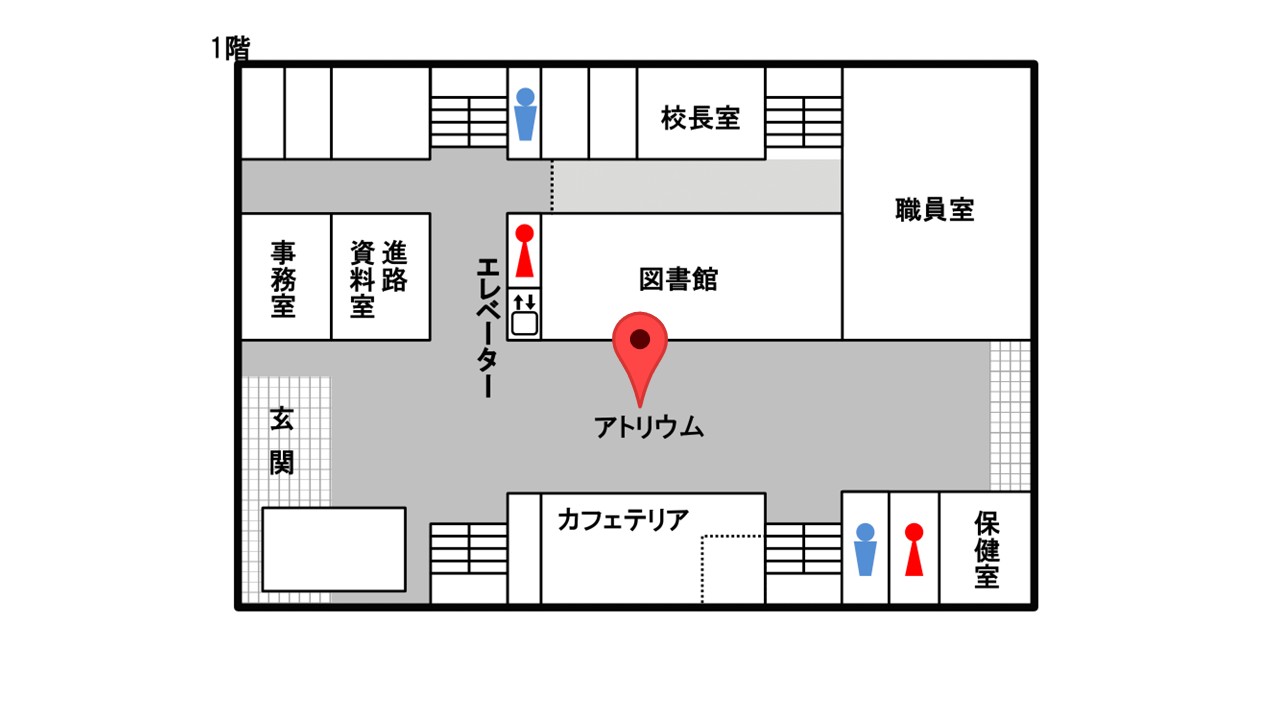 1階
校長室
職員室
事務室
進路
資料室
エレベーター
図書館
アトリウム
玄関
カフェテリア
保健室